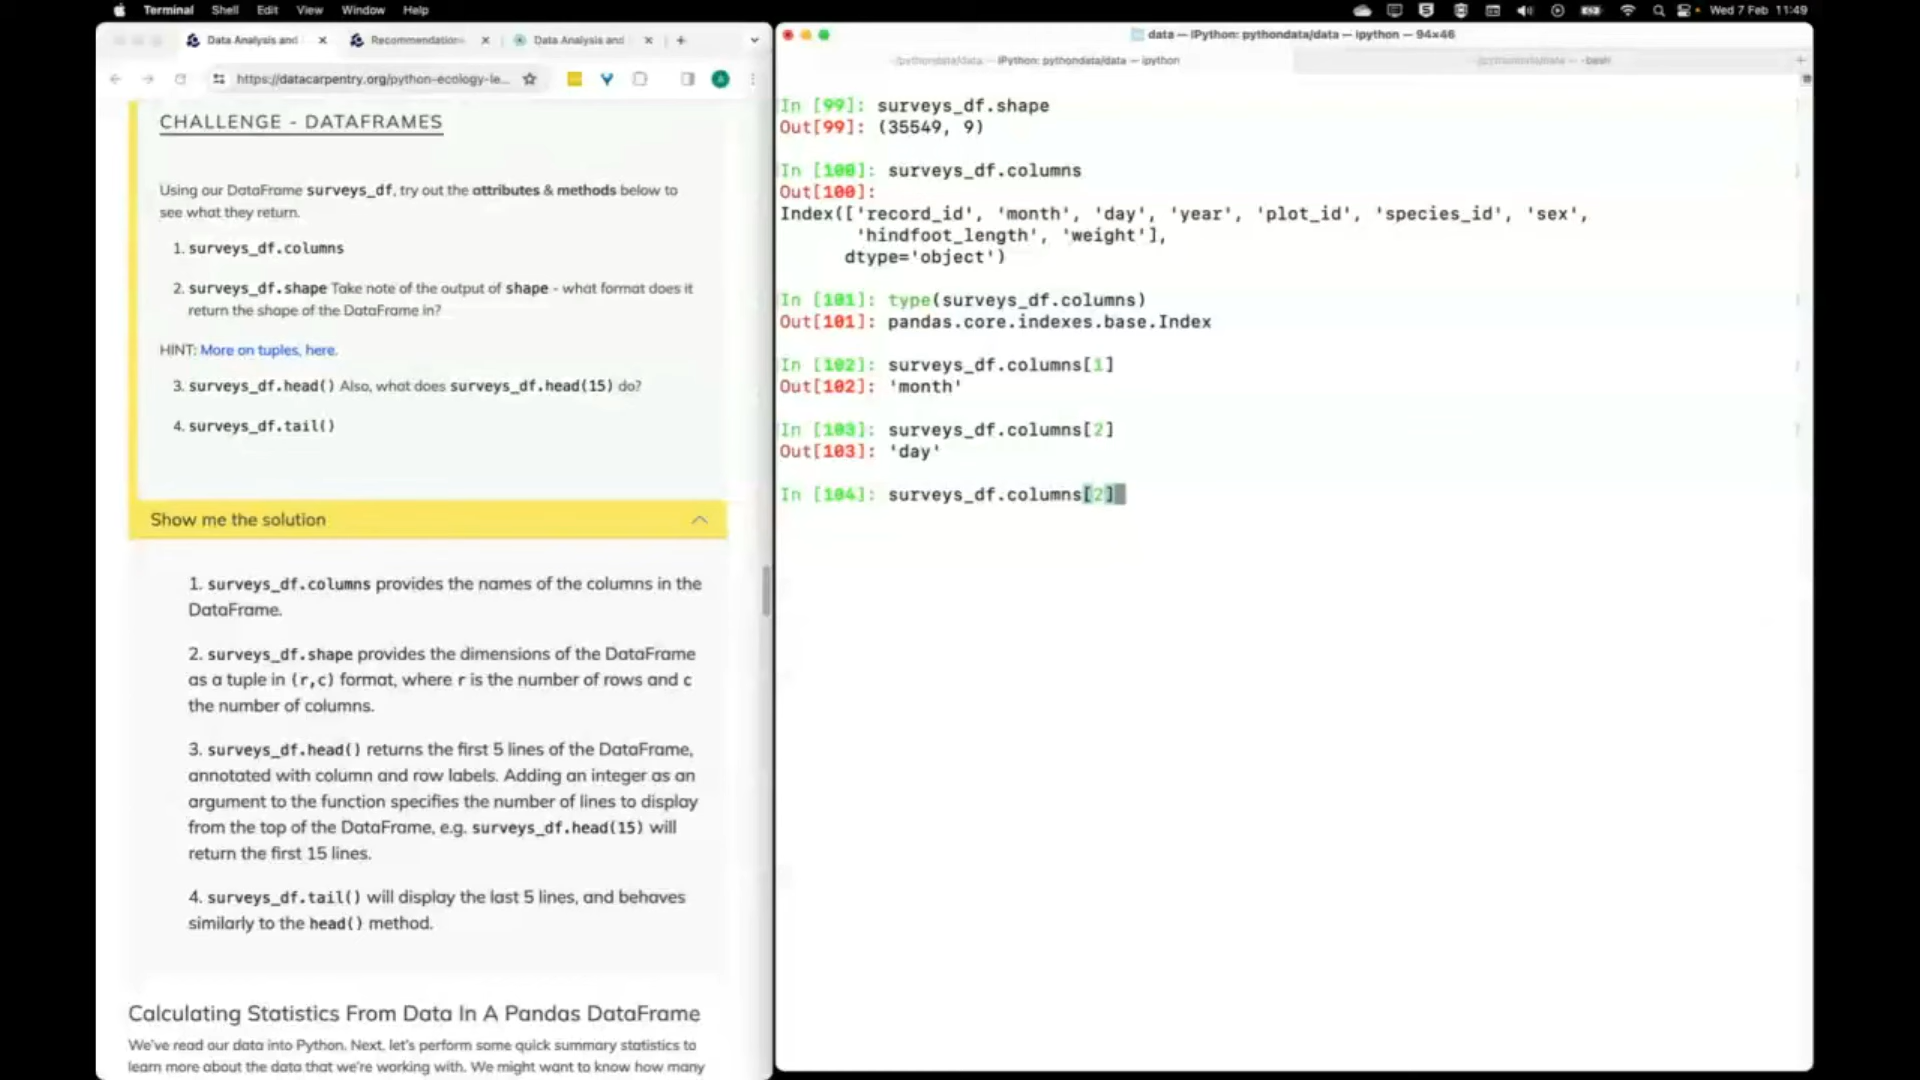 Terminal Shell Edit View Window Help
Wed 7 Feb 11:49
Data Analysis and
Recommendation
Data Analysis and
https://datacarpentry.org/python-ecology-le...
data — IPython: pythondata/data — ipython — 94×46
~/pythondata/data — IPython: pythondata/data — ipython
CHALLENGE - DATAFRAMES
Using our DataFrame surveys_df, try out the attributes & methods below to
see what they return.
1. surveys_df.columns
2. surveys_df.shape Take note of the output of shape - what format does it
return the shape of the DataFrame in?
HINT: More on tuples, here.
3. surveys_df.head() Also, what does surveys_df.head(15) do?
4. surveys_df.tail()
Show me the solution
1. surveys_df.columns provides the names of the columns in the
DataFrame.
2. surveys_df.shape provides the dimensions of the DataFrame
as a tuple in (r,c) format, where r is the number of rows and c
the number of columns.
3. surveys_df.head() returns the first 5 lines of the DataFrame,
annotated with column and row labels. Adding an integer as an
argument to the function specifies the number of lines to display
from the top of the DataFrame, e.g. surveys_df.head(15) will
return the first 15 lines.
4. surveys_df.tail() will display the last 5 lines, and behaves
similarly to the head() method.
Calculating Statistics From Data In A Pandas DataFrame
We've read our data into Python. Next, let's perform some quick summary statistics to
learn more about the data that we're working with. We might want to know how many
In [99]: surveys_df.shape
Out[99]: (35549, 9)
In [100]: surveys_df.columns
Out[100]:
Index(['record_id', 'month', 'day', 'year', 'plot_id', 'species_id', 'sex',
'hindfoot_length', 'weight'],
dtype='object')
In [101]: type(surveys_df.columns)
Out[101]: pandas.core.indexes.base.Index
In [102]: surveys_df.columns[1]
Out[102]: 'month'
In [103]: surveys_df.columns[2]
Out[103]: 'day'
In [104]: surveys_df.columns[2]